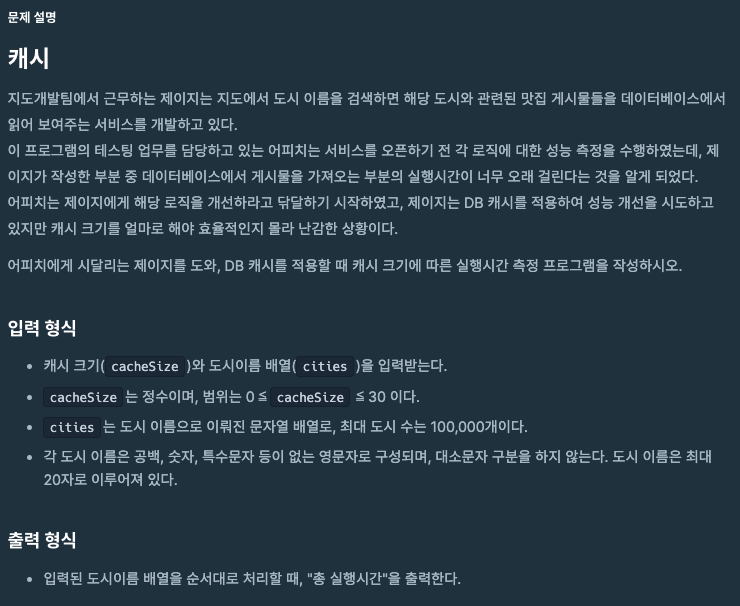 문제 설명
캐시
지도개발팀에서 근무하는 제이지는 지도에서 도시 이름을 검색하면 해당 도시와 관련된 맛집 게시물들을 데이터베이스에서
읽어 보여주는 서비스를 개발하고 있다.
이 프로그램의 테스팅 업무를 담당하고 있는 어피치는 서비스를 오픈하기 전 각 로직에 대한 성능 측정을 수행하였는데, 제
이지가 작성한 부분 중 데이터베이스에서 게시물을 가져오는 부분의 실행시간이 너무 오래 걸린다는 것을 알게 되었다.
어피치는 제이지에게 해당 로직을 개선하라고 닦달하기 시작하였고, 제이지는 DB 캐시를 적용하여 성능 개선을 시도하고
있지만 캐시 크기를 얼마로 해야 효율적인지 몰라 난감한 상황이다.
어피치에게 시달리는 제이지를 도와, DB 캐시를 적용할 때 캐시 크기에 따른 실행시간 측정 프로그램을 작성하시오.
입력 형식
• 캐시 크기( cacheSize )와 도시이름 배열( cities )을 입력받는다.
• cacheSize 는 정수이며, 범위는 0 ≦ cacheSize ≦ 30 이다.
• cities 는 도시 이름으로 이뤄진 문자열 배열로, 최대 도시 수는 100,000개이다.
• 각 도시 이름은 공백, 숫자, 특수문자 등이 없는 영문자로 구성되며, 대소문자 구분을 하지 않는다. 도시 이름은 최대
20자로 이루어져 있다.
출력 형식
• 입력된 도시이름 배열을 순서대로 처리할 때, "총 실행시간"을 출력한다.